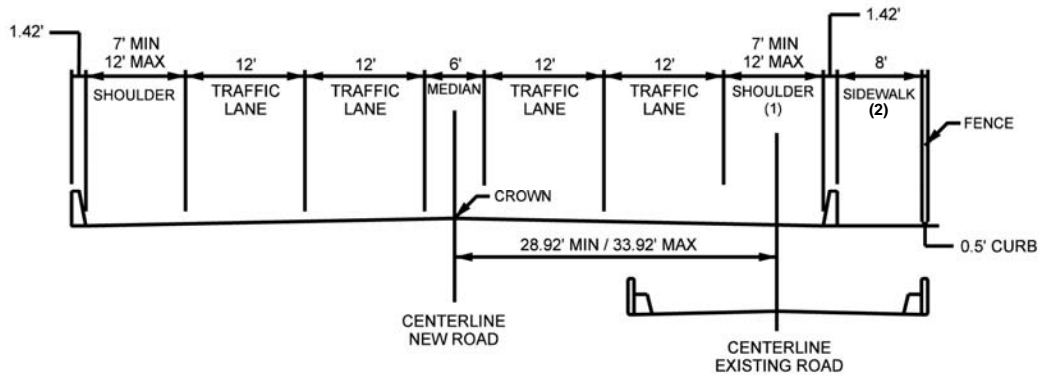 1.42'
1.42'
7' MIN
12' MAX
12'
12'
6'
12'
12'
7' MIN
12' MAX
8'
SHOULDER
TRAFFIC
LANE
TRAFFIC
LANE
MEDIAN
TRAFFIC
LANE
TRAFFIC
LANE
SHOULDER
(1)
SIDEWALK
(2)
FENCE
CROWN
28.92' MIN / 33.92' MAX
0.5' CURB
CENTERLINE
NEW ROAD
CENTERLINE
EXISTING ROAD